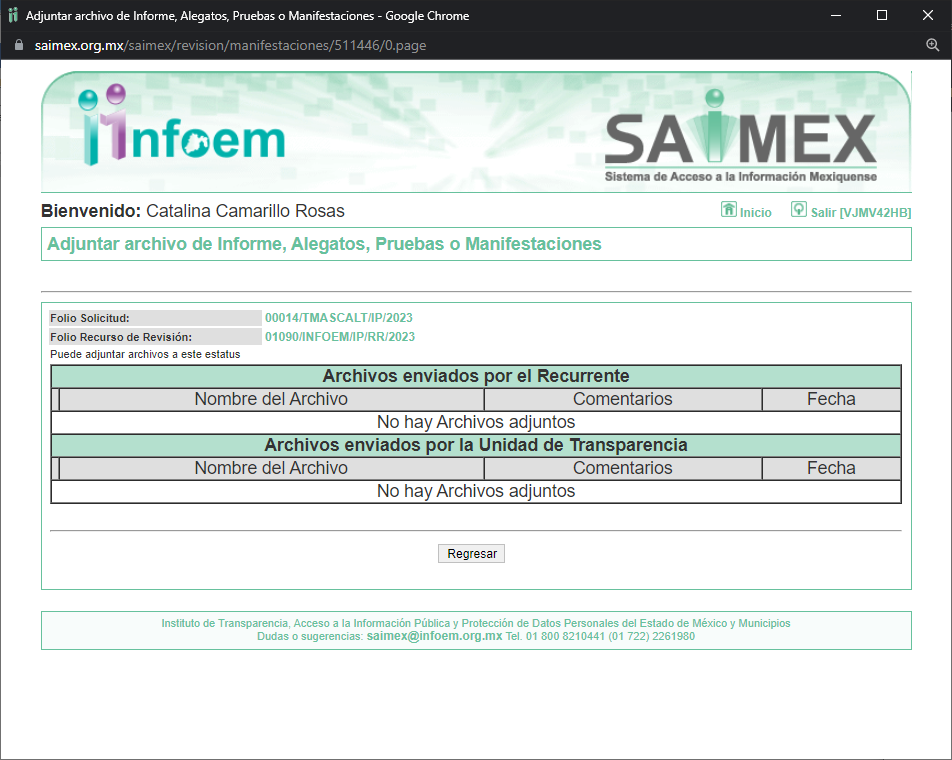 Adjuntar archivo de Informe, Alegatos, Pruebas o Manifestaciones - Google Chrome
saimex.org.mx/saimex/revision/manifestaciones/511446/0.page
infoem
SAIMEX
Sistema de Acceso a la Información Mexiquense
Bienvenido: Catalina Camarillo Rosas Inicio Salir [VJMV42HB]
Adjuntar archivo de Informe, Alegatos, Pruebas o Manifestaciones
Folio Solicitud: 00014/TMASCALT/IP/2023
Folio Recurso de Revisión: 01090/INFOEM/IP/RR/2023
Puede adjuntar archivos a este estatus
Archivos enviados por el Recurrente
Nombre del Archivo Comentarios Fecha
No hay Archivos adjuntos
Archivos enviados por la Unidad de Transparencia
Nombre del Archivo Comentarios Fecha
No hay Archivos adjuntos
Regresar
Instituto de Transparencia, Acceso a la Información Pública y Protección de Datos Personales del Estado de México y Municipios
Dudas o sugerencias: saimex@infoem.org.mx Tel. 01 800 8210441 (01 722) 2261980